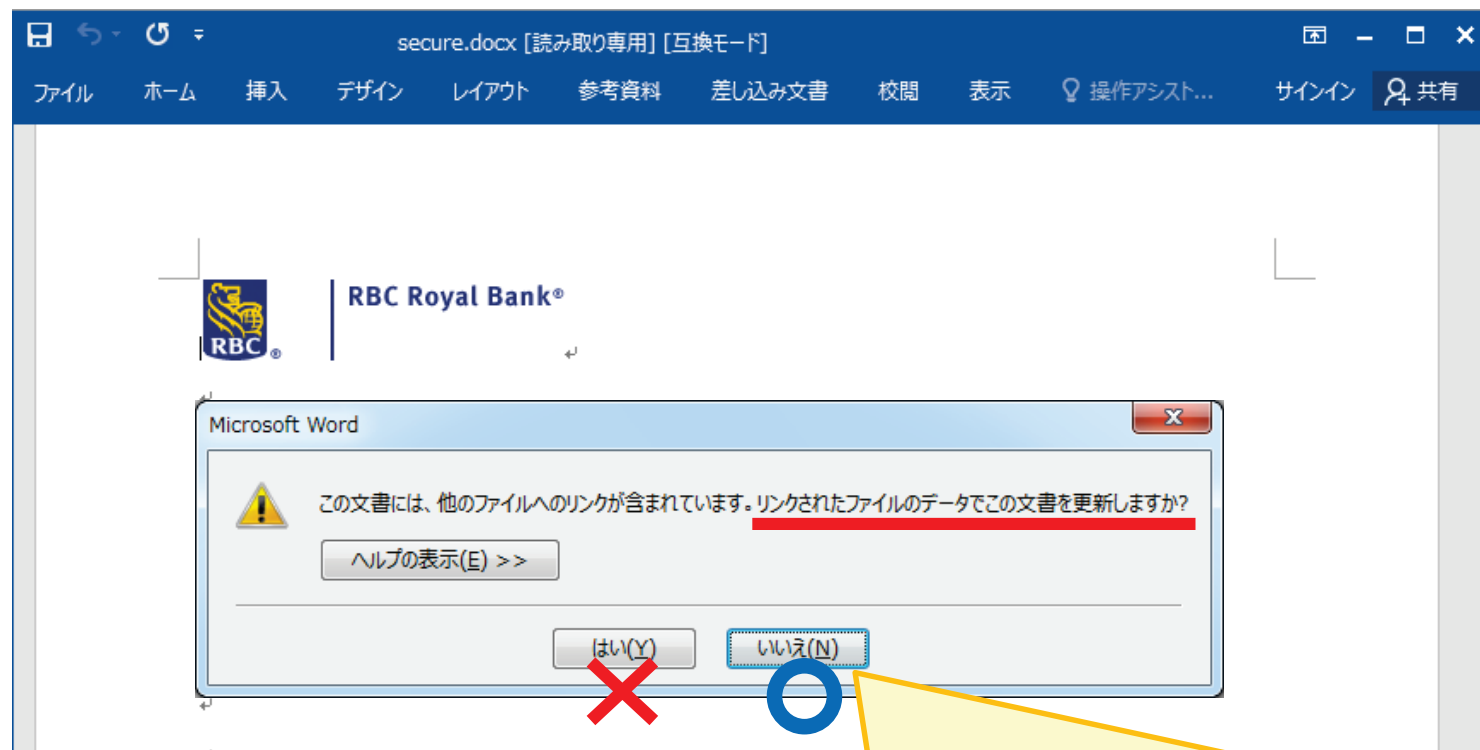 secure.docx [読み取り専用] [互換モード]
ファイル ホーム 挿入 デザイン レイアウト 参考資料 差し込み文書 校閲 表示 操作アシスト... サインイン 共有
RBC Royal Bank®
RBC ®
Microsoft Word
この文書には、他のファイルへのリンクが含まれています。リンクされたファイルのデータでこの文書を更新しますか?
ヘルプの表示(E) >>
はい(Y) いいえ(N)